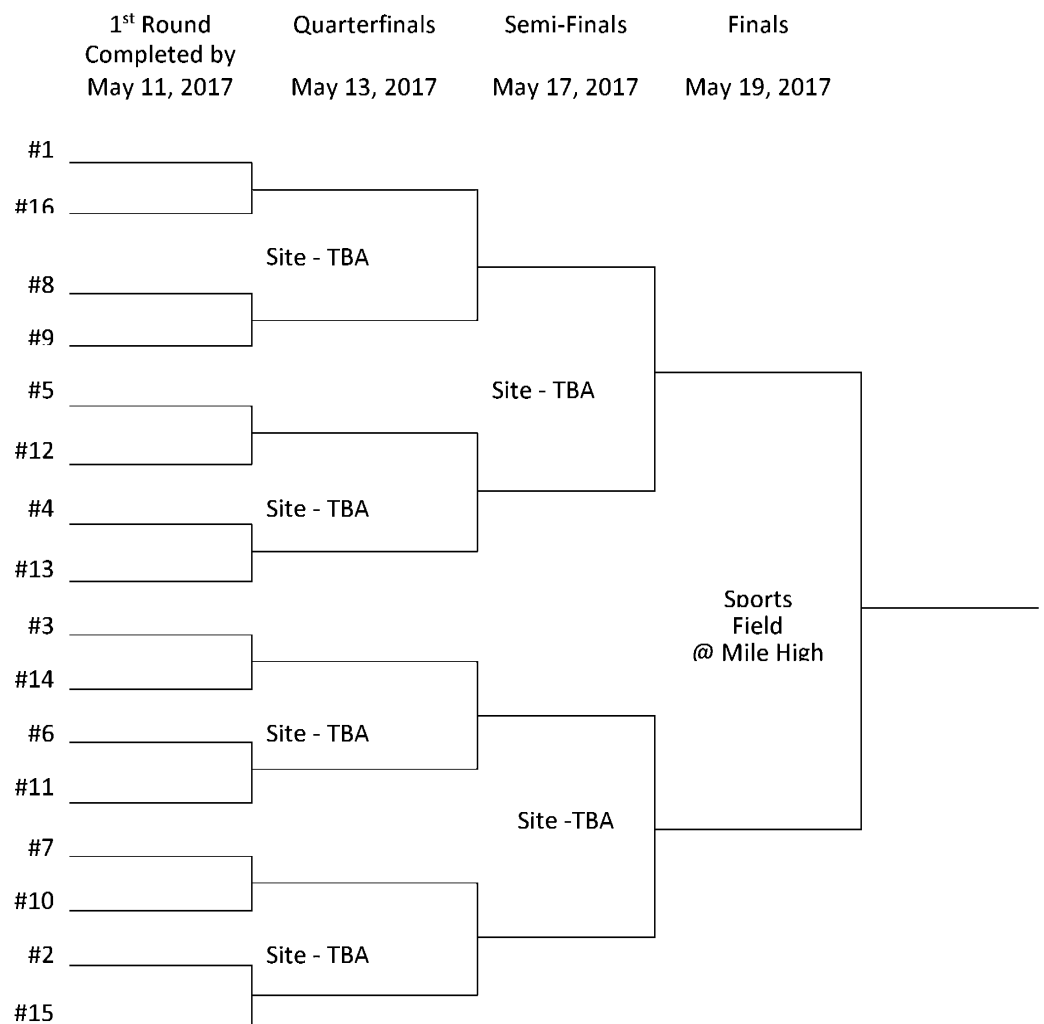 1st Round
Completed by
May 11, 2017
Quarterfinals
May 13, 2017
Semi-Finals
May 17, 2017
Finals
May 19, 2017
#1
#16
Site - TBA
#8
#9
#5
Site - TBA
#12
#4
Site - TBA
#13
#3
Sports
Field
@ Mile High
#14
#6
Site - TBA
#11
Site -TBA
#7
#10
#2
Site - TBA
#15